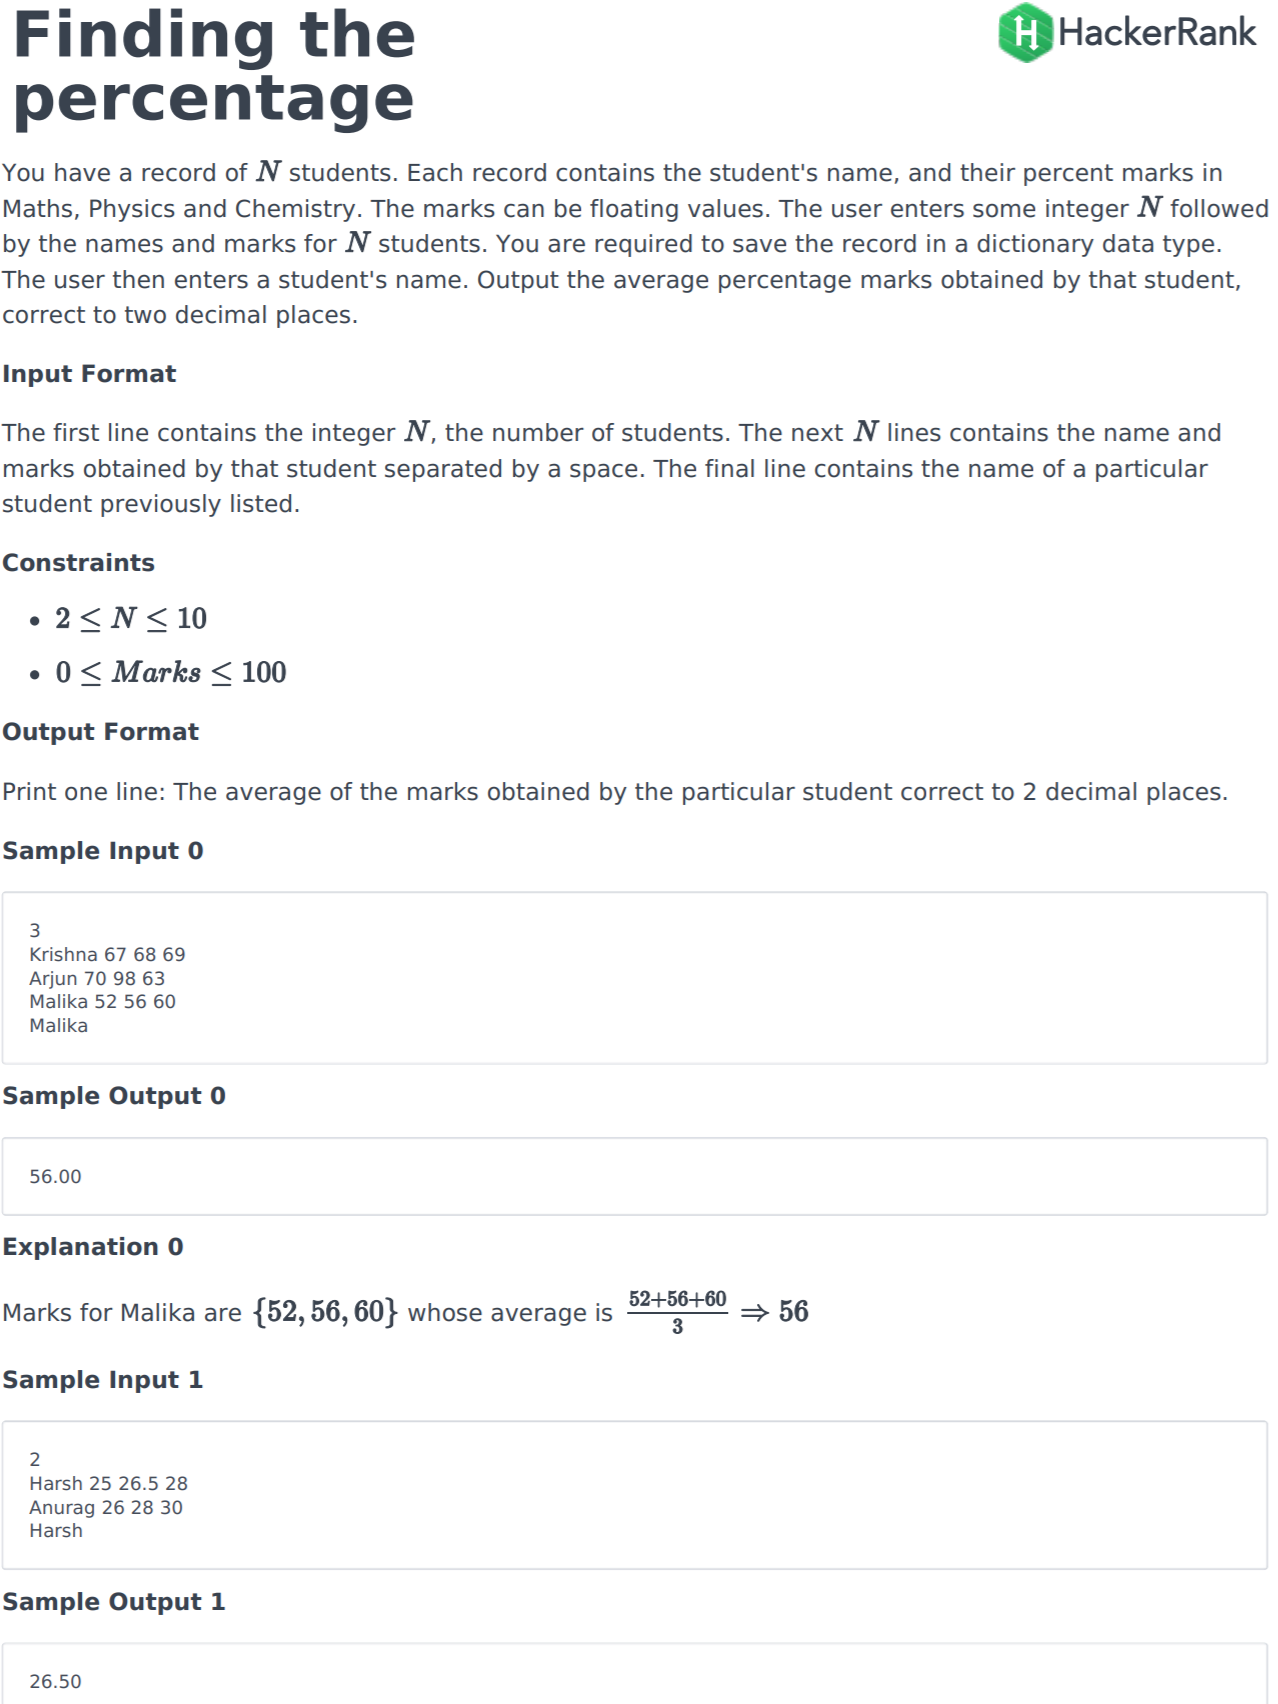 Finding the
percentage
HackerRank
You have a record of N students. Each record contains the student's name, and their percent marks in
Maths, Physics and Chemistry. The marks can be floating values. The user enters some integer N followed
by the names and marks for N students. You are required to save the record in a dictionary data type.
The user then enters a student's name. Output the average percentage marks obtained by that student,
correct to two decimal places.
Input Format
The first line contains the integer N, the number of students. The next N lines contains the name and
marks obtained by that student separated by a space. The final line contains the name of a particular
student previously listed.
Constraints
• 2 ≤ N ≤ 10
• 0 ≤ Marks ≤ 100
Output Format
Print one line: The average of the marks obtained by the particular student correct to 2 decimal places.
Sample Input 0
3
Krishna 67 68 69
Arjun 70 98 63
Malika 52 56 60
Malika
Sample Output 0
56.00
Explanation 0
Marks for Malika are {52, 56, 60} whose average is (52+56+60)/3 ⇒ 56
Sample Input 1
2
Harsh 25 26.5 28
Anurag 26 28 30
Harsh
Sample Output 1
26.50